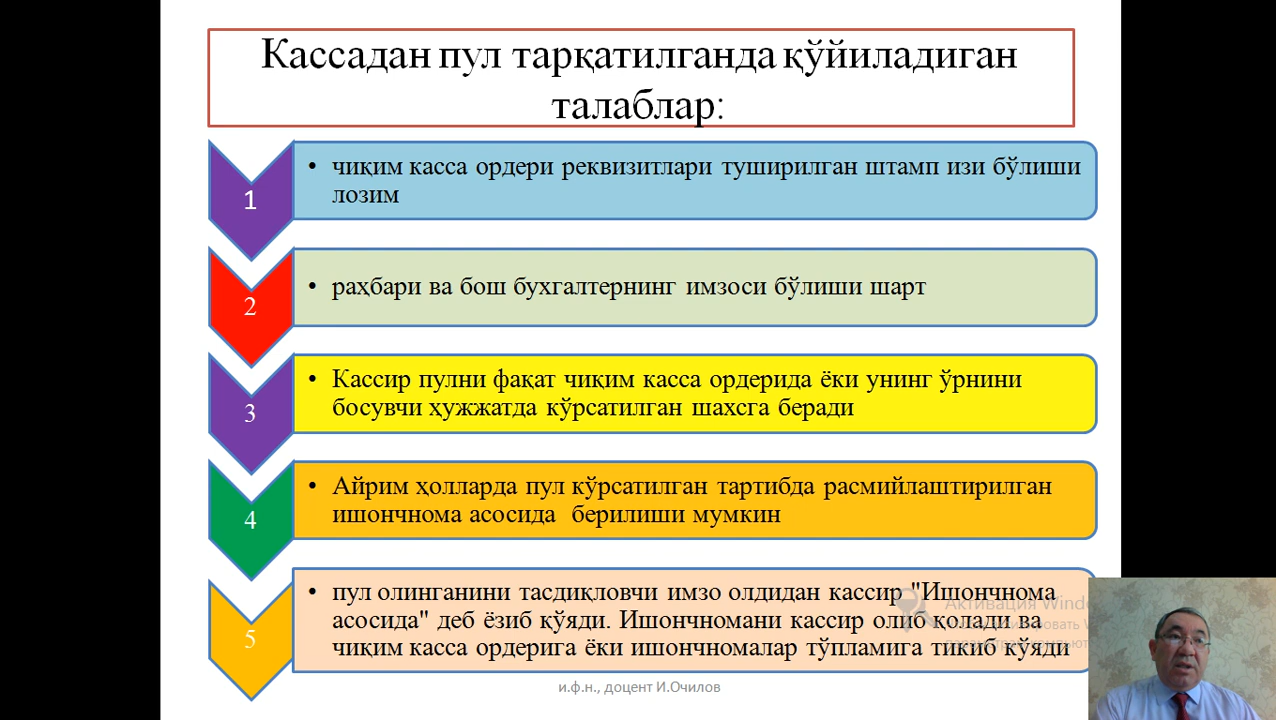 Кассадан пул тарқатилганда қўйиладиган
талаблар:
1
• чиқим касса ордери реквизитлари туширилган штамп изи бўлиши
лозим
2
• раҳбари ва бош бухгалтернинг имзоси бўлиши шарт
3
• Кассир пулни фақат чиқим касса ордерида ёки унинг ўрнини
босувчи ҳужжатда кўрсатилган шахсга беради
4
• Айрим ҳолларда пул кўрсатилган тартибда расмийлаштирилган
ишончнома асосида берилиши мумкин
5
• пул олинганини тасдиқловчи имзо олдидан кассир "Ишончнома
асосида" деб ёзиб қўяди. Ишончномани кассир олиб қолади ва
чиқим касса ордерига ёки ишончномалар тўпламига тикиб қўяди
Активация Windo
и.ф.н., доцент И.Очилов